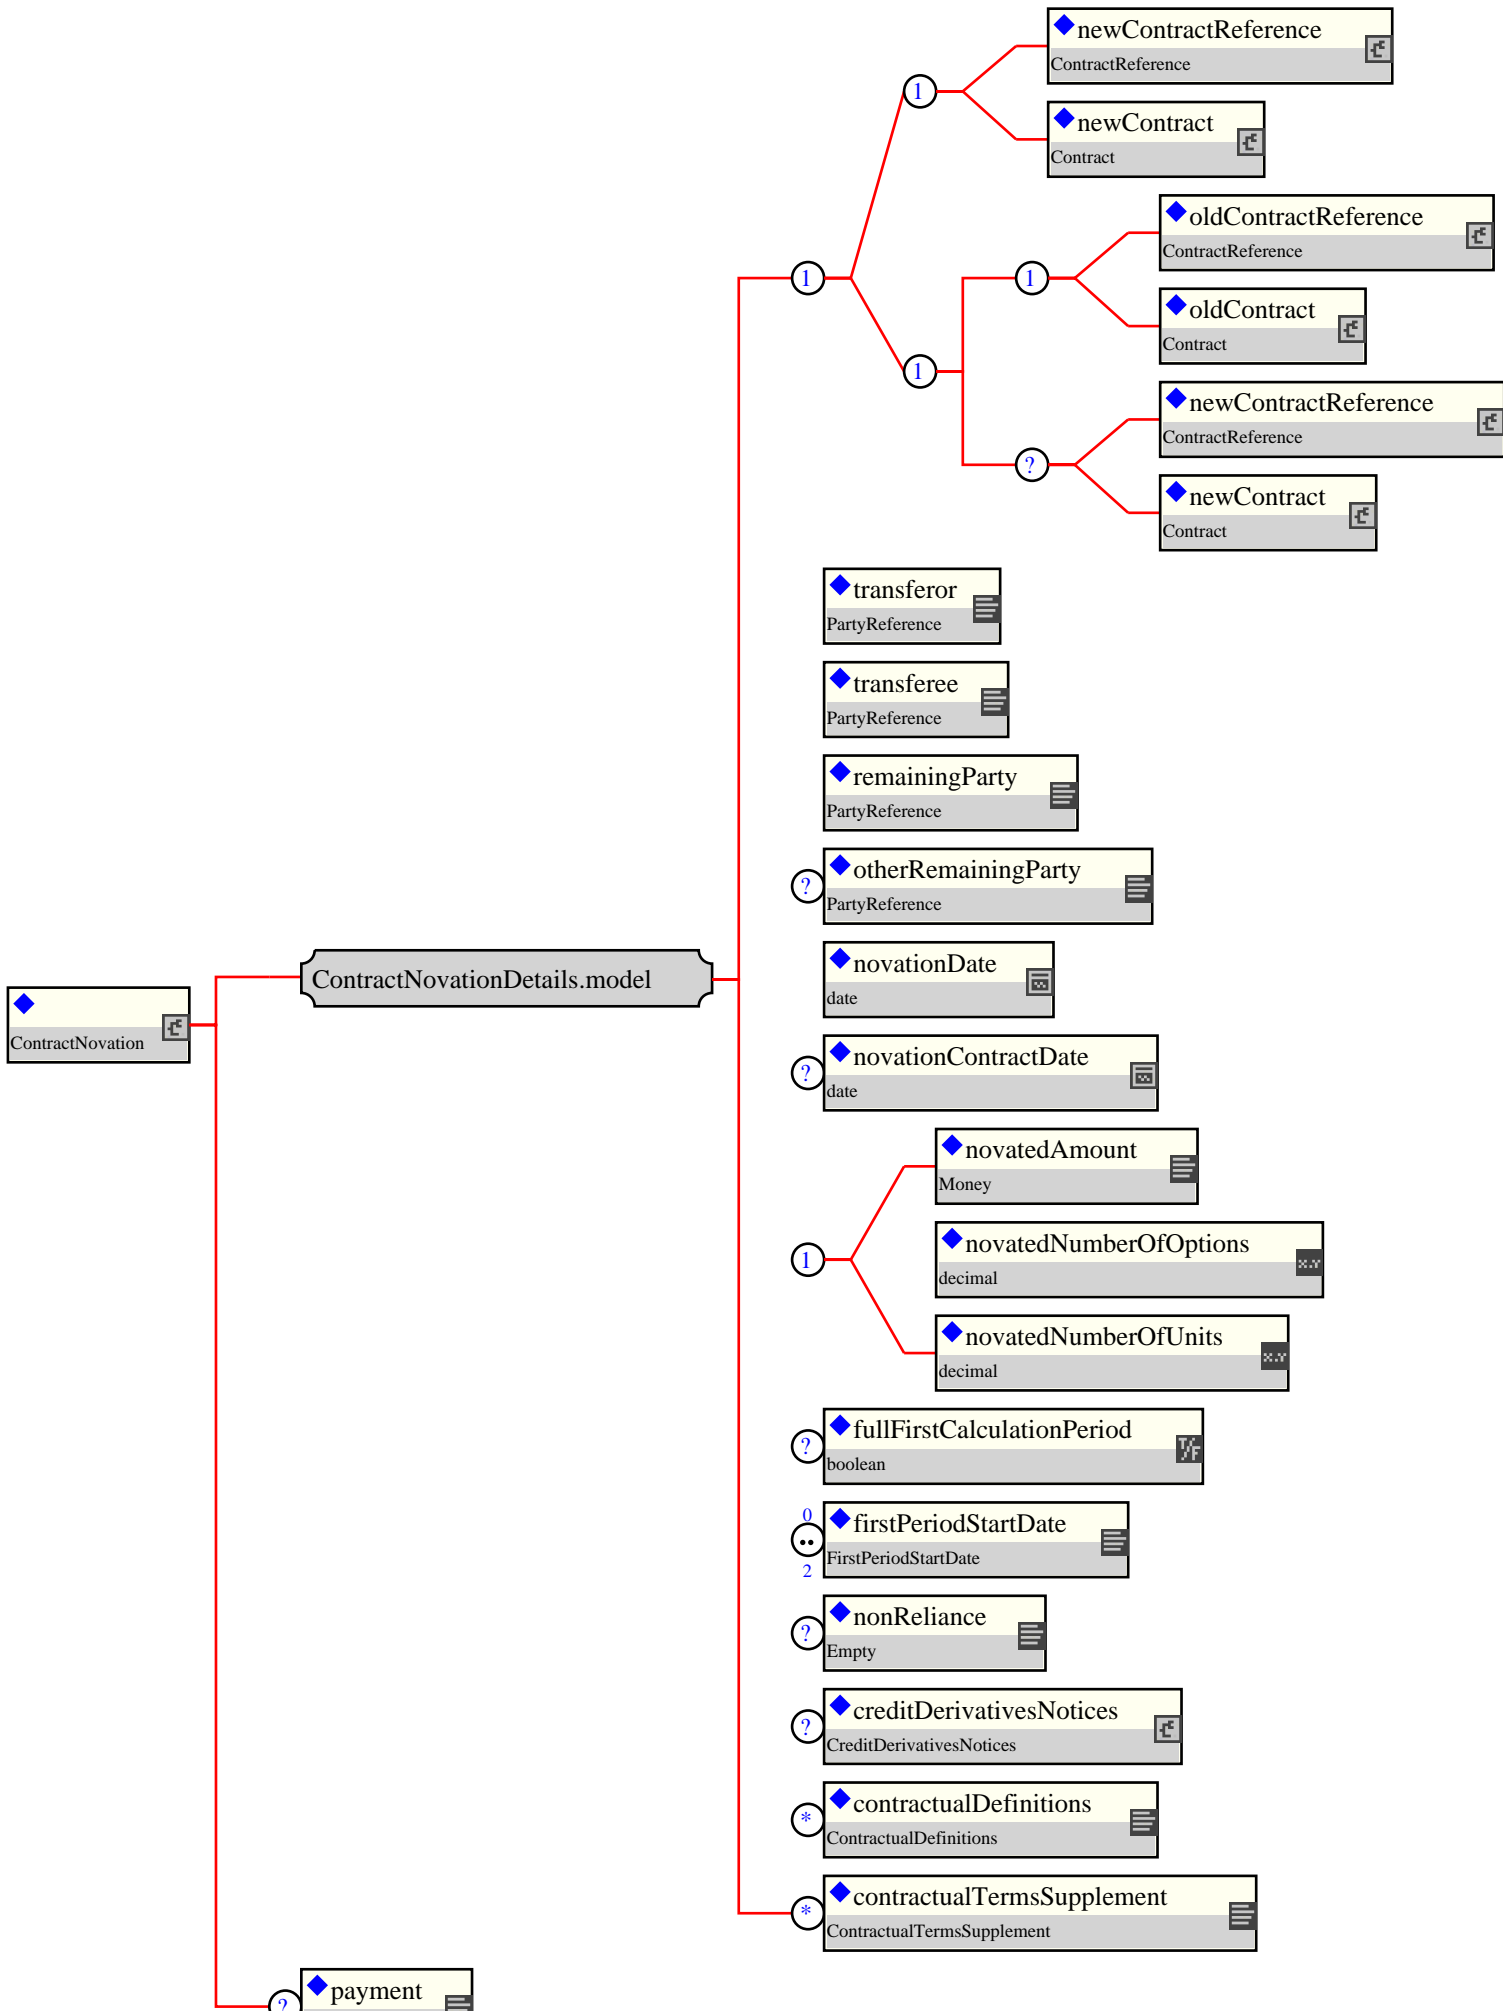 newContractReference
ContractReference
1
newContract
Contract
oldContractReference
ContractReference
1
1
oldContract
Contract
1
newContractReference
ContractReference
?
newContract
Contract
transferor
PartyReference
transferee
PartyReference
remainingParty
PartyReference
otherRemainingParty
?
PartyReference
novationDate
date
ContractNovationDetails.model
ContractNovation
novationContractDate
?
date
novatedAmount
Money
novatedNumberOfOptions
1
decimal
novatedNumberOfUnits
decimal
fullFirstCalculationPeriod
?
boolean
0
firstPeriodStartDate
..
FirstPeriodStartDate
2
nonReliance
?
Empty
creditDerivativesNotices
?
CreditDerivativesNotices
contractualDefinitions
*
ContractualDefinitions
contractualTermsSupplement
*
ContractualTermsSupplement
payment
?